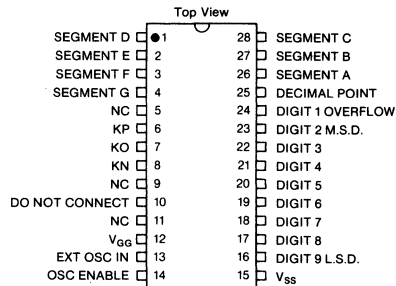 Top View
SEGMENT D 1 28 SEGMENT C
SEGMENT E 2 27 SEGMENT B
SEGMENT F 3 26 SEGMENT A
SEGMENT G 4 25 DECIMAL POINT
NC 5 24 DIGIT 1 OVERFLOW
KP 6 23 DIGIT 2 M.S.D.
KO 7 22 DIGIT 3
KN 8 21 DIGIT 4
NC 9 20 DIGIT 5
DO NOT CONNECT 10 19 DIGIT 6
NC 11 18 DIGIT 7
VGG 12 17 DIGIT 8
EXT OSC IN 13 16 DIGIT 9 L.S.D.
OSC ENABLE 14 15 VSS